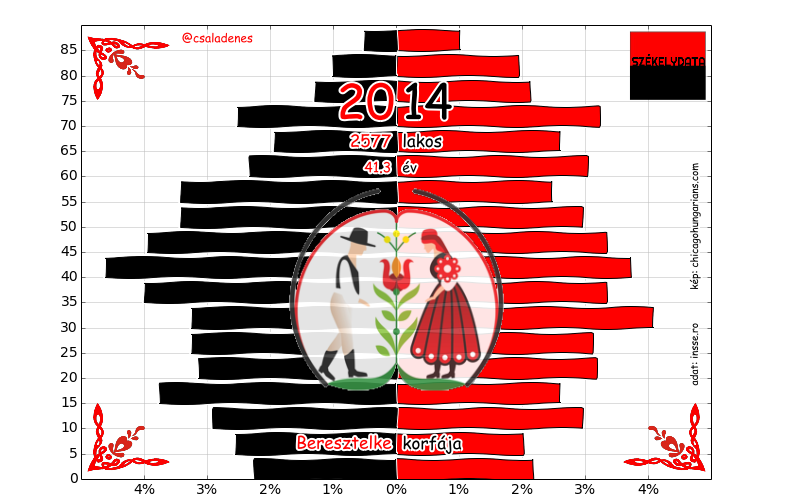 @csaladenes
SZÉKELYDATA
2014
2577 lakos
41,3 év
kép: chicagohungarians.com
adat: insse.ro
Beresztelke korfája
85
80
75
70
65
60
55
50
45
40
35
30
25
20
15
10
5
0
4% 3% 2% 1% 0% 1% 2% 3% 4%